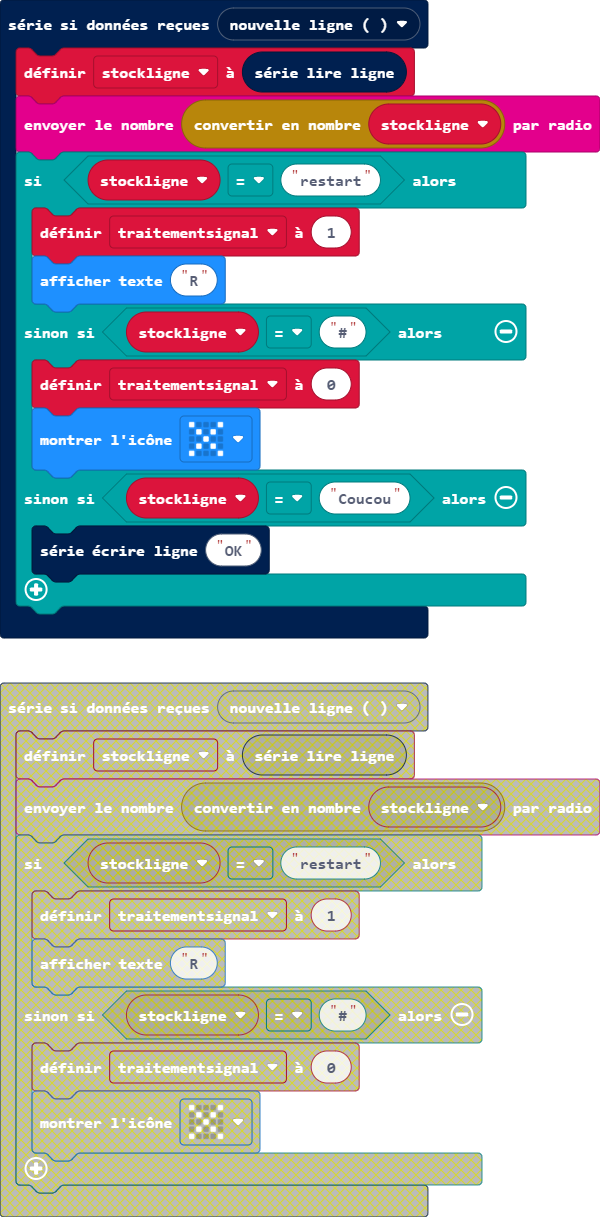 série si données reçues nouvelle ligne ( )
définir stockligne à série lire ligne
envoyer le nombre convertir en nombre stockligne par radio
si stockligne = "restart" alors
définir traitementsignal à 1
afficher texte "R"
sinon si stockligne = "#" alors
définir traitementsignal à 0
montrer l'icône
sinon si stockligne = "Coucou" alors
série écrire ligne "OK"
série si données reçues nouvelle ligne ( )
définir stockligne à série lire ligne
envoyer le nombre convertir en nombre stockligne par radio
si stockligne = "restart" alors
définir traitementsignal à 1
afficher texte "R"
sinon si stockligne = "#" alors
définir traitementsignal à 0
montrer l'icône